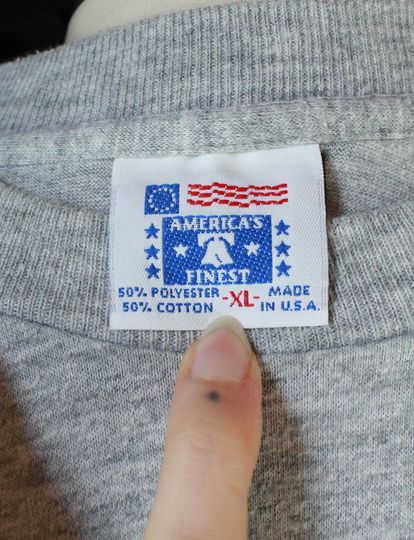 AMERICA'S
FINEST
50% POLYESTER
50% COTTON
-XL-
MADE
IN U.S.A.